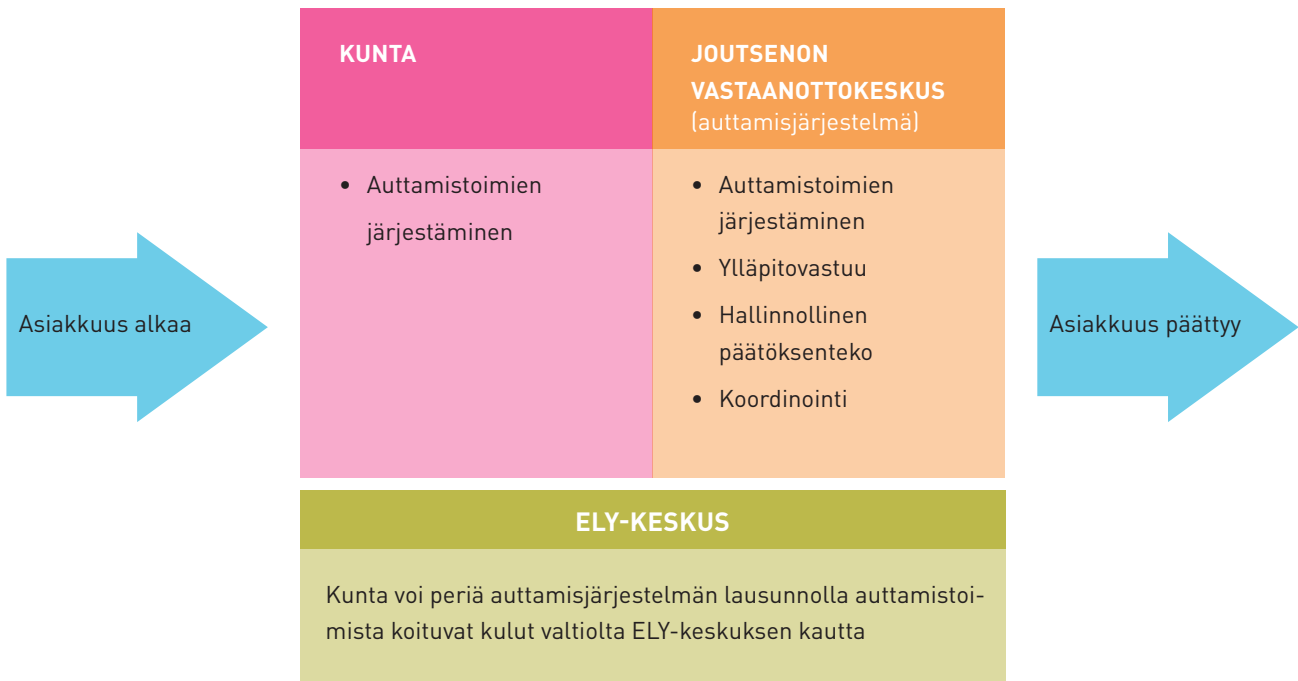 Asiakkuus alkaa
KUNTA
• Auttamistoimien
järjestäminen
JOUTSENON
VASTAANOTTOKESKUS
(auttamisjärjestelmä)
• Auttamistoimien
järjestäminen
• Ylläpitovastuu
• Hallinnollinen
päätöksenteko
• Koordinointi
Asiakkuus päättyy
ELY-KESKUS
Kunta voi periä auttamisjärjestelmän lausunnolla auttamistoi-
mista koituvat kulut valtiolta ELY-keskuksen kautta